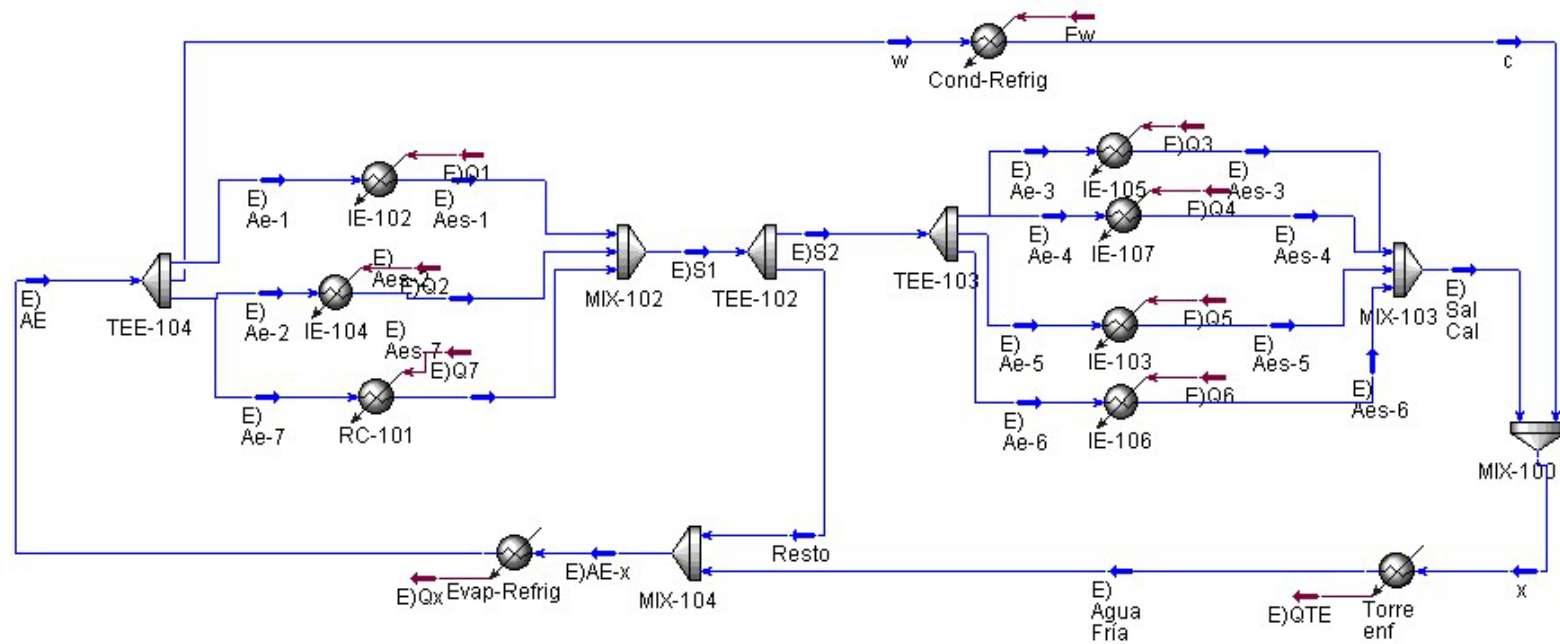 Ew
w
c
Cond-Refrig
E)Q1
E)
Ae-1
IE-102
E)
Aes-1
E)Q3
E)
Ae-3
IE-105
E)
Aes-3
E)Q4
E)
Ae-4
IE-107
E)
Aes-4
E)
AE
TEE-104
E)
Ae-2
IE-104
E)
Aes-2
E)Q2
MIX-102
E)S1
TEE-102
E)S2
TEE-103
MIX-103
E)
Sal
Cal
E)
Ae-5
IE-103
E)Q5
E)
Aes-5
E)
Ae-7
RC-101
E)
Aes-7
E)Q7
E)
Ae-6
IE-106
E)Q6
E)
Aes-6
MIX-100
Resto
E)Qx
Evap-Refrig
E)AE-x
MIX-104
E)
Agua
Fría
E)QTE
Torre
enf
x